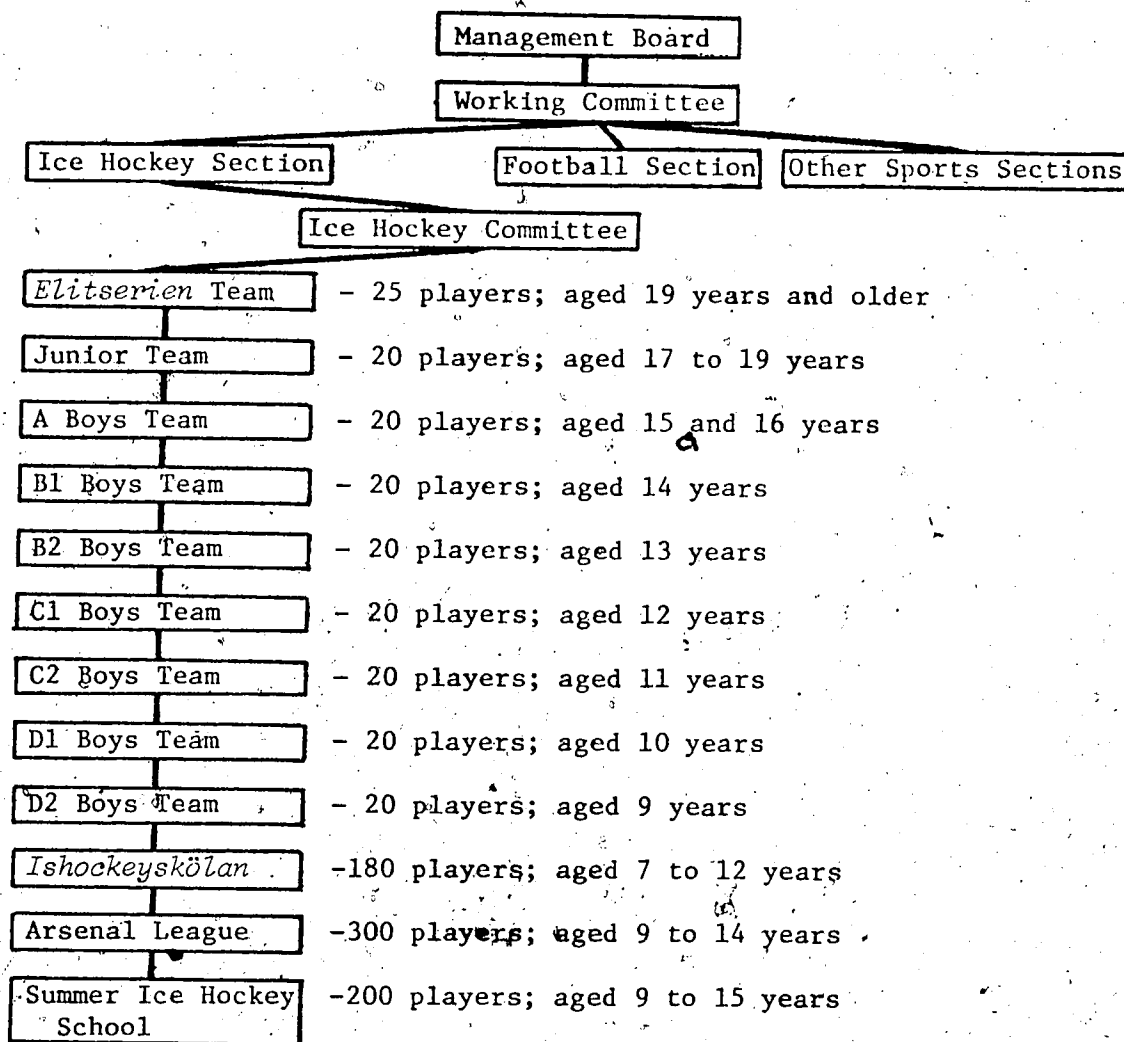 Management Board
Working Committee
Ice Hockey Section Football Section Other Sports Sections
Ice Hockey Committee
Elitserien Team - 25 players; aged 19 years and older
Junior Team - 20 players; aged 17 to 19 years
A Boys Team - 20 players; aged 15 and 16 years
B1 Boys Team - 20 players; aged 14 years
B2 Boys Team - 20 players; aged 13 years
C1 Boys Team - 20 players; aged 12 years
C2 Boys Team - 20 players; aged 11 years
D1 Boys Team - 20 players; aged 10 years
D2 Boys Team - 20 players; aged 9 years
Ishockeyskölan -180 players; aged 7 to 12 years
Arsenal League -300 players; aged 9 to 14 years
Summer Ice Hockey -200 players; aged 9 to 15 years
School